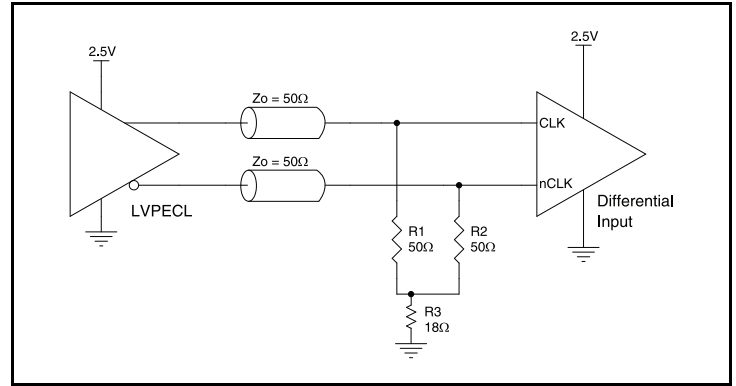 2.5V
2.5V
Zo = 50Ω
CLK
Zo = 50Ω
nCLK
LVPECL
Differential
Input
R1
50Ω
R2
50Ω
R3
18Ω